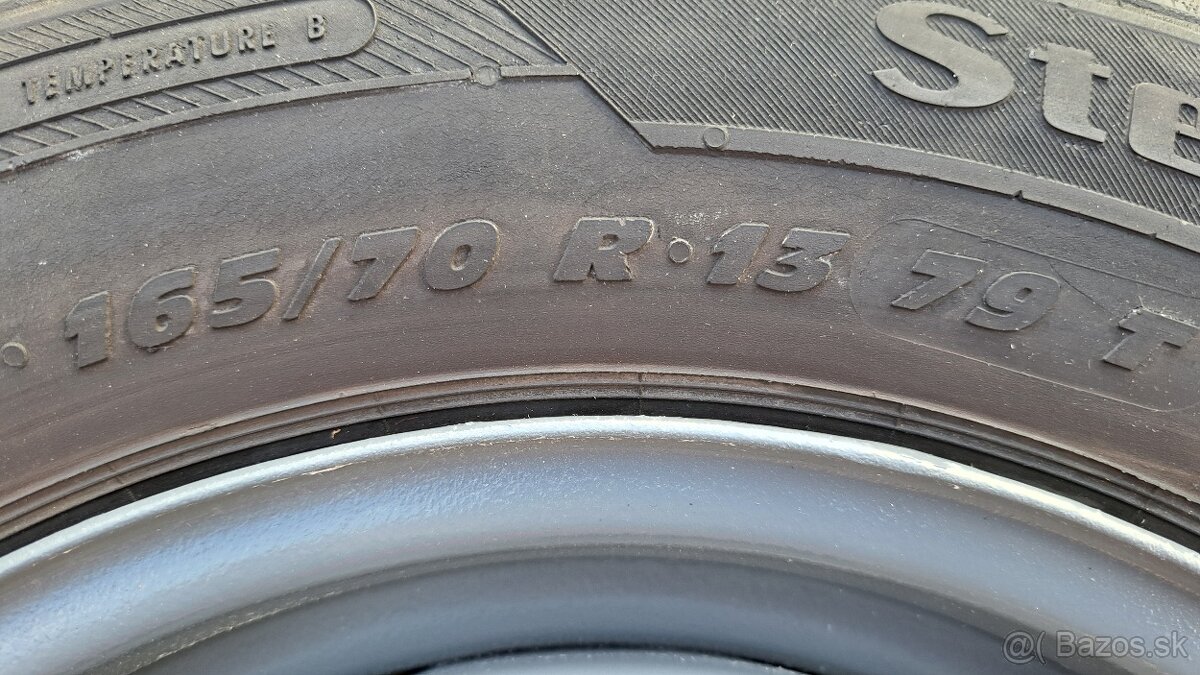 TEMPERATURE B
Ste
165/70 R 13 79 T
@( Bazos.sk